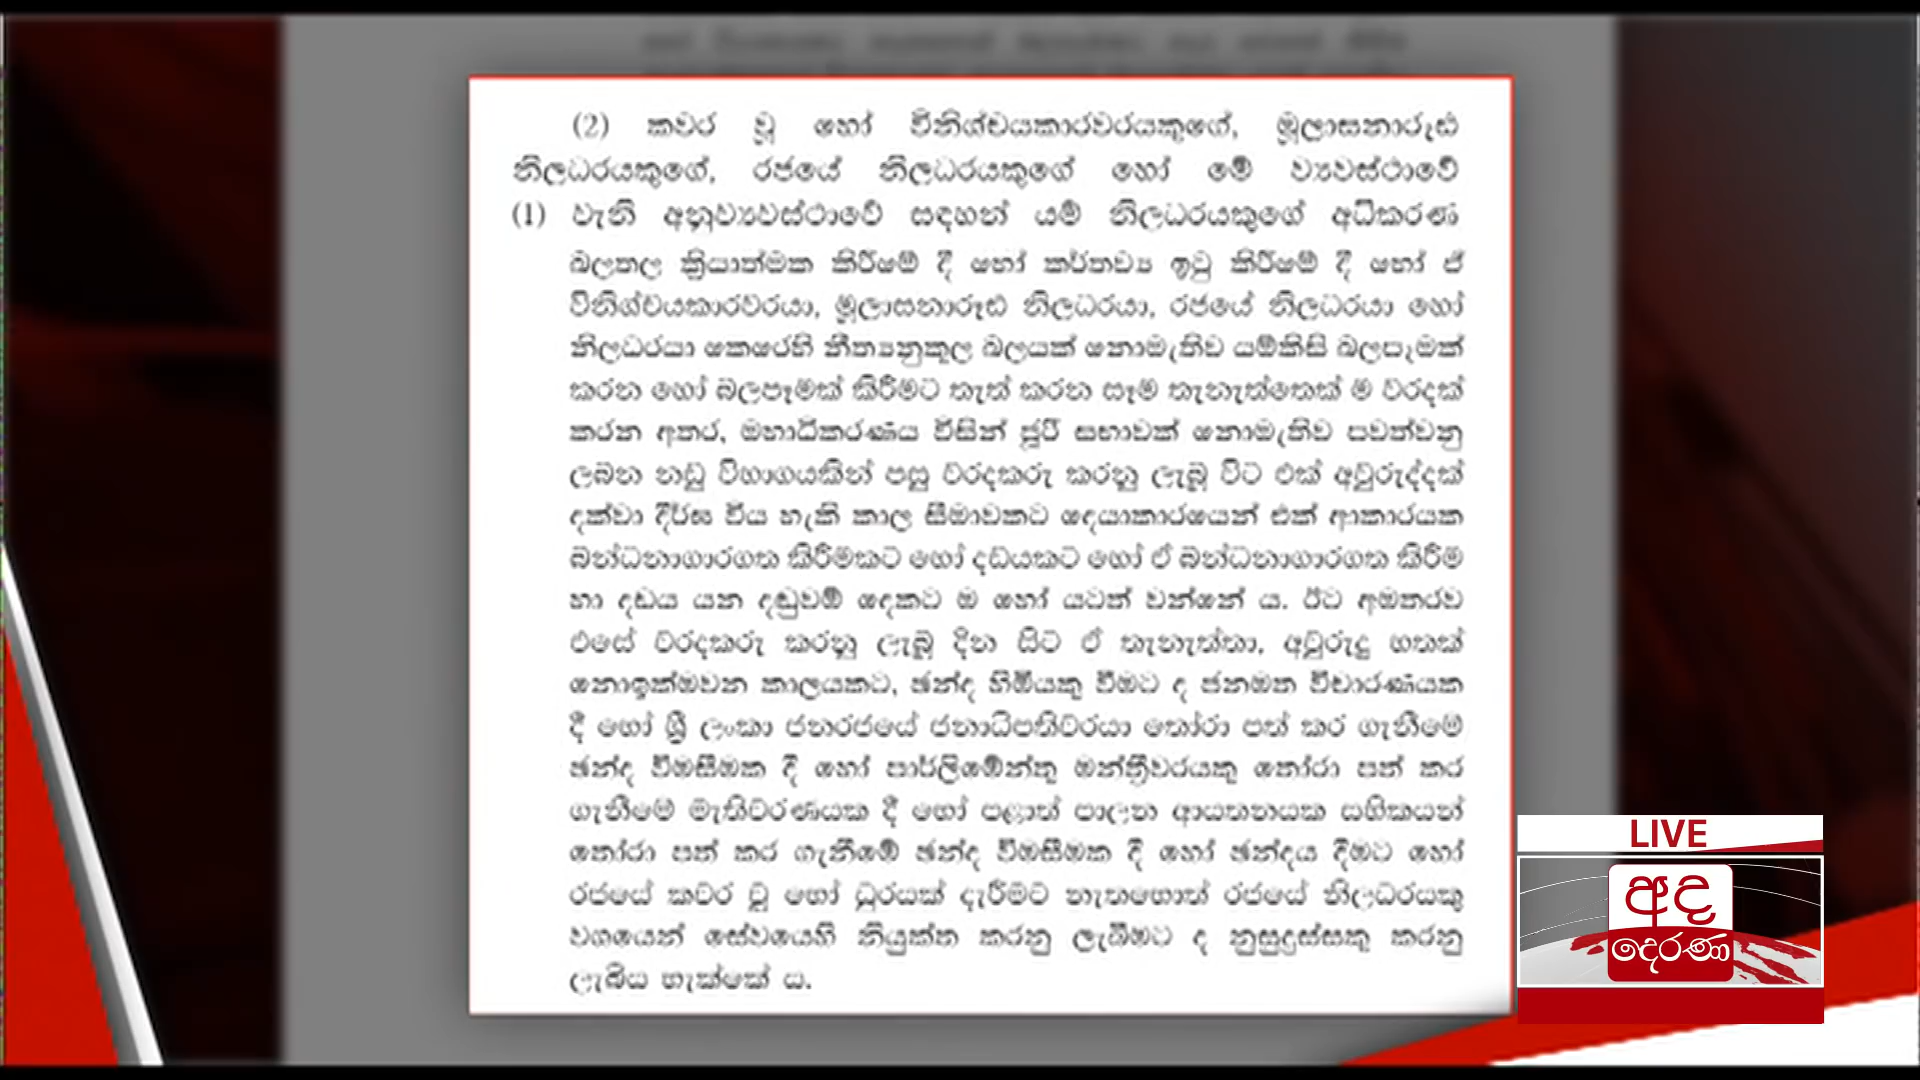 (2) කවර වූ හෝ විනිශ්චයකාරවරයකුගේ, මූලාසනාරූඪ
නිලධරයකුගේ, රජයේ නිලධරයකුගේ හෝ මේ ව්‍යවස්ථාවේ
(1) වැනි අනුව්‍යවස්ථාවේ සඳහන් යම් නිලධරයකුගේ අධිකරණ
බලතල ක්‍රියාත්මක කිරීමේ දී හෝ කර්තව්‍ය ඉටු කිරීමේ දී හෝ ඒ
විනිශ්චයකාරවරයා, මූලාසනාරූඪ නිලධරයා, රජයේ නිලධරයා හෝ
නිලධරයා කෙරෙහි නීත්‍යනුකූල බලයක් නොමැතිව යම්කිසි බලපෑමක්
කරන හෝ බලපෑමක් කිරීමට තැත් කරන සෑම තැනැත්තෙක් ම වරදක්
කරන අතර, මහාධිකරණය විසින් ජූරි සභාවක් නොමැතිව පවත්වනු
ලබන නඩු විභාගයකින් පසු වරදකරු කරනු ලැබූ විට එක් අවුරුද්දක්
දක්වා දීර්ඝ විය හැකි කාල සීමාවකට දෙයාකාරයෙන් එක් ආකාරයක
බන්ධනාගාරගත කිරීමකට හෝ දඩයකට හෝ ඒ බන්ධනාගාරගත කිරීම
හා දඩය යන දඬුවම් දෙකට ම හෝ යටත් වන්නේ ය. ඊට අමතරව
එසේ වරදකරු කරනු ලැබූ දින සිට ඒ තැනැත්තා, අවුරුදු හතක්
නොඉක්මවන කාලයකට, ඡන්ද හිමියකු වීමට ද ජනමත විචාරණයක
දී හෝ ශ්‍රී ලංකා ජනරජයේ ජනාධිපතිවරයා තෝරා පත් කර ගැනීමේ
ඡන්ද විමසීමක දී හෝ පාර්ලිමේන්තු මන්ත්‍රීවරයකු තෝරා පත් කර
ගැනීමේ මැතිවරණයක දී හෝ පළාත් පාලන ආයතනයක සභිකයන්
තෝරා පත් කර ගැනීමේ ඡන්ද විමසීමක දී හෝ ඡන්දය දීමට හෝ
රජයේ කවර වූ හෝ ධුරයක් දැරීමට නැතහොත් රජයේ නිලධරයකු
වශයෙන් සේවයෙහි නියුක්ත කරනු ලැබීමට ද නුසුදුස්සකු කරනු
ලැබිය හැක්කේ ය.
LIVE
අද
දෙරණ